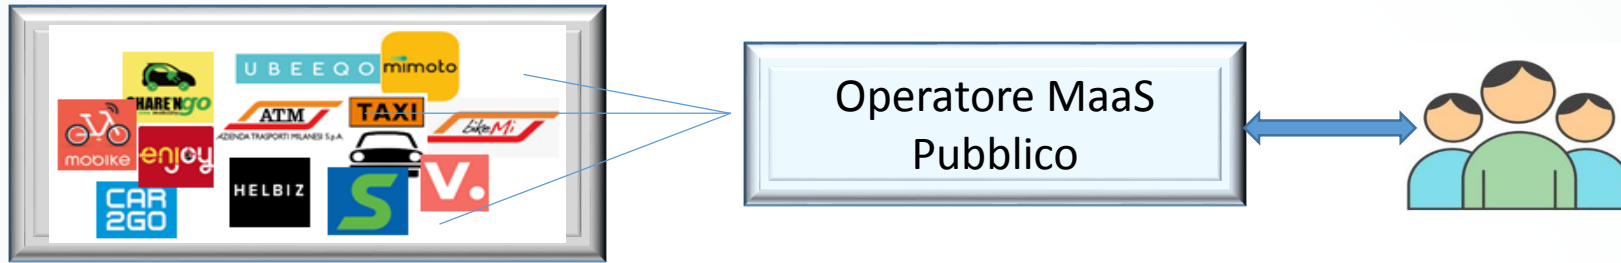 UBEEQO
mimoto
SHARE NGO
ATM
AZIENDA TRASPORTI MILANESI S.p.A.
TAXI
bikeMi
mobike
enjoy
CAR
2GO
HELBIZ
S
V.
Operatore MaaS
Pubblico